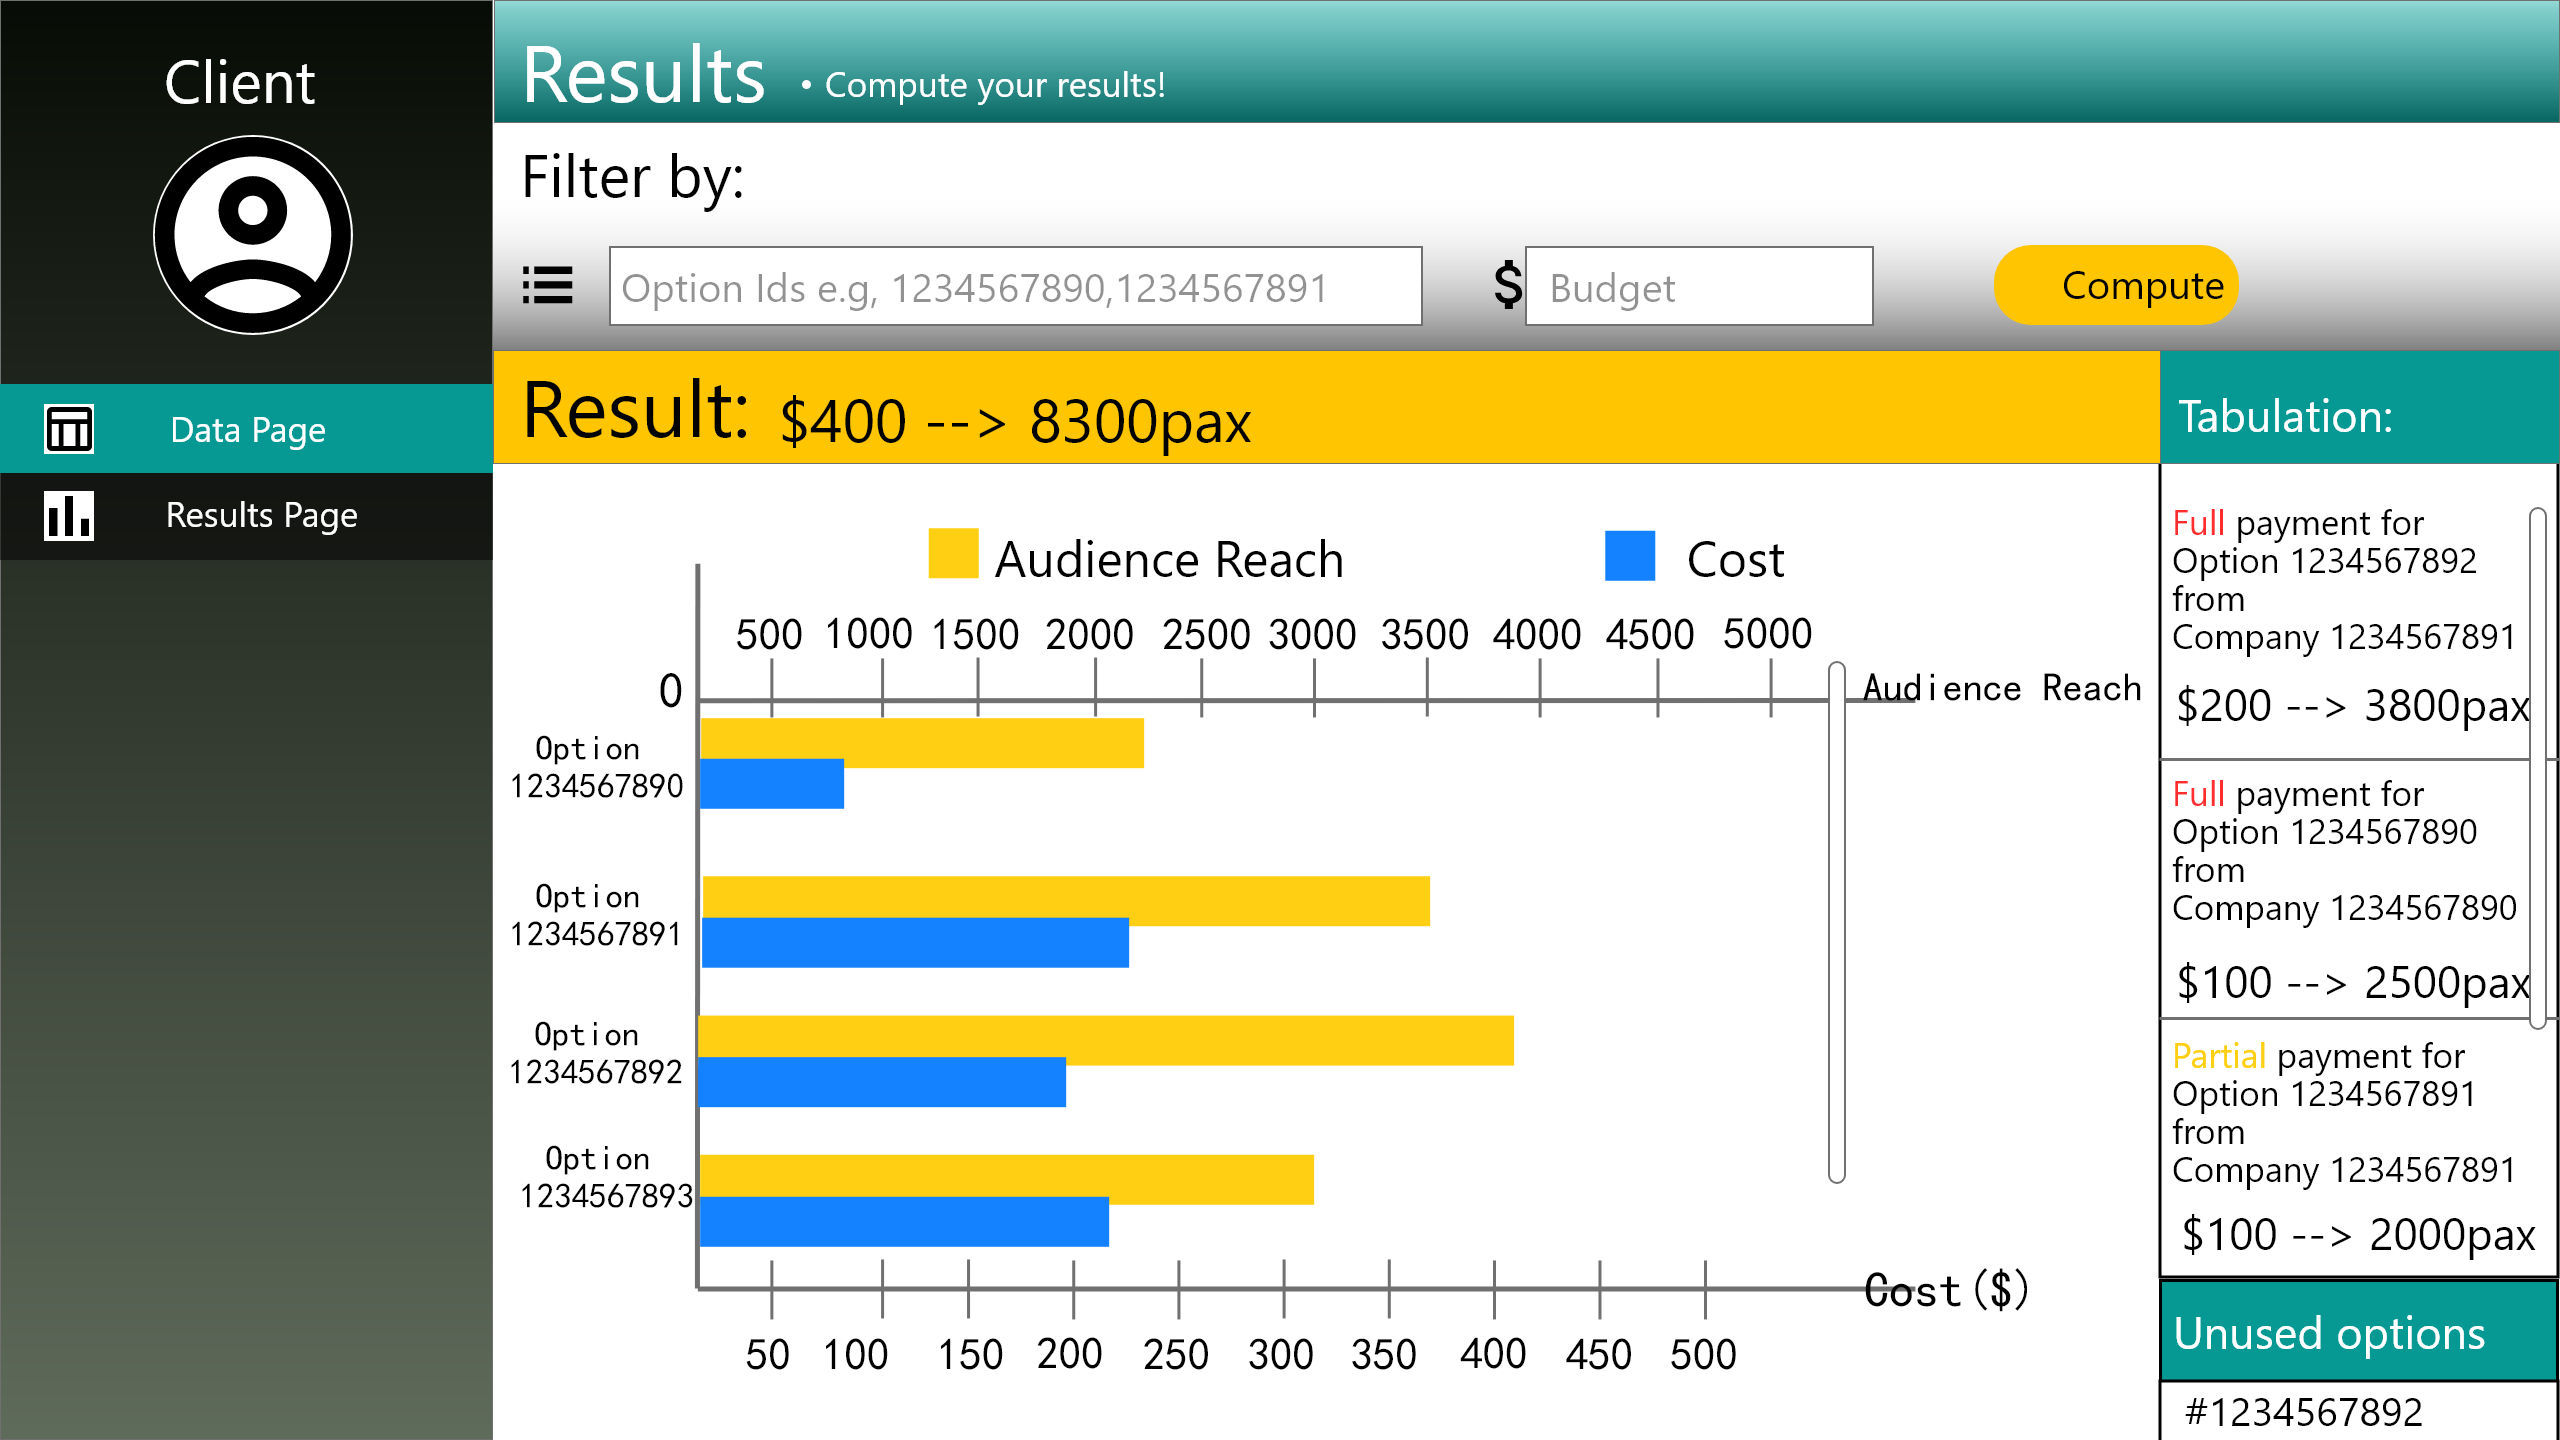 Client
Data Page
Results Page
Results • Compute your results!
Filter by:
Option Ids e.g, 1234567890,1234567891
$ Budget
Compute
Result: $400 --> 8300pax
Audience Reach
Cost
500 1000 1500 2000 2500 3000 3500 4000 4500 5000
0
Audience Reach
Option
1234567890
Option
1234567891
Option
1234567892
Option
1234567893
Cost($)
50 100 150 200 250 300 350 400 450 500
Tabulation:
Full payment for
Option 1234567892
from
Company 1234567891
$200 --> 3800pax
Full payment for
Option 1234567890
from
Company 1234567890
$100 --> 2500pax
Partial payment for
Option 1234567891
from
Company 1234567891
$100 --> 2000pax
Unused options
#1234567892